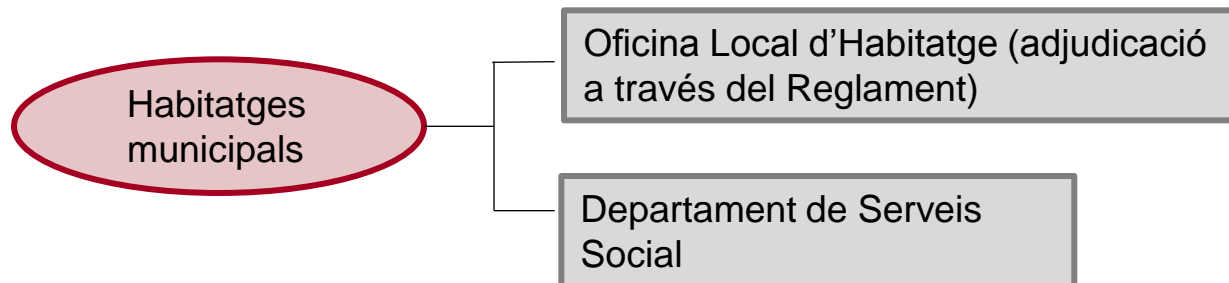 Habitatges
municipals
Oficina Local d’Habitatge (adjudicació
a través del Reglament)
Departament de Serveis
Social